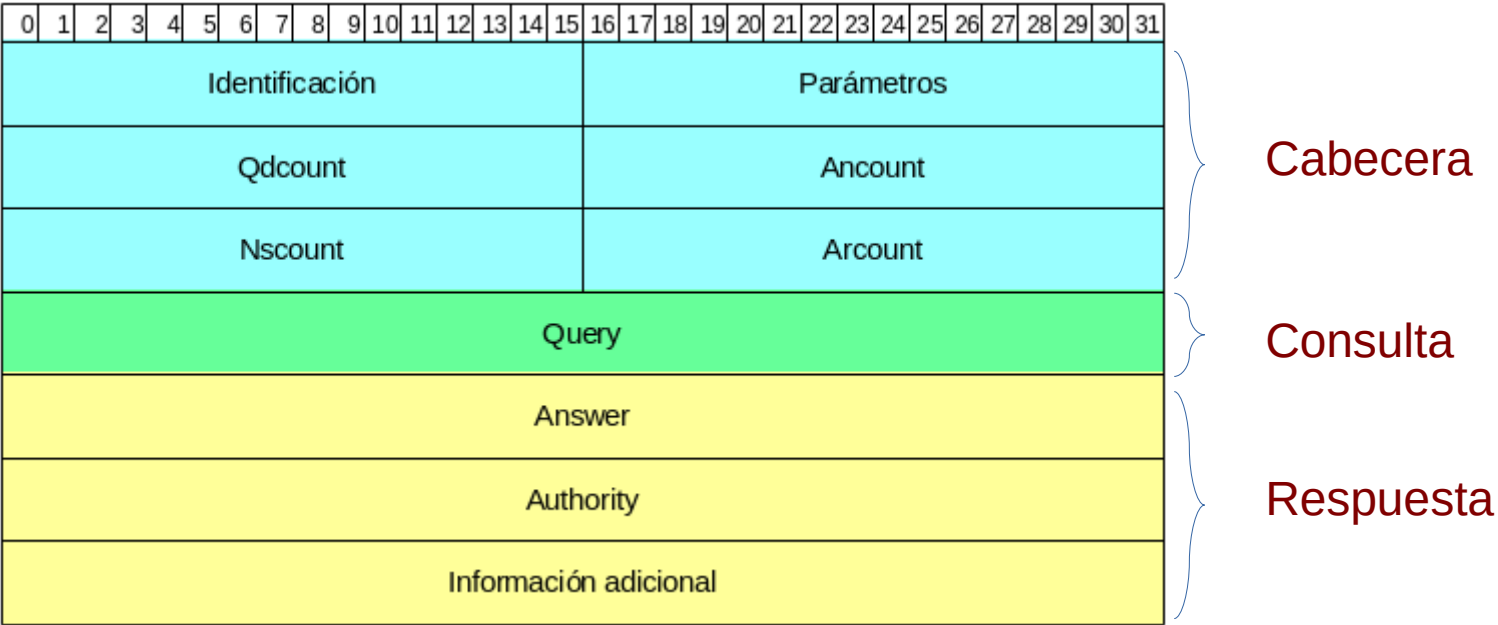 0 1 2 3 4 5 6 7 8 9 10 11 12 13 14 15 16 17 18 19 20 21 22 23 24 25 26 27 28 29 30 31
Identificación Parámetros
Qdcount Ancount
Nscount Arcount
Cabecera
Query
Consulta
Answer
Authority
Información adicional
Respuesta